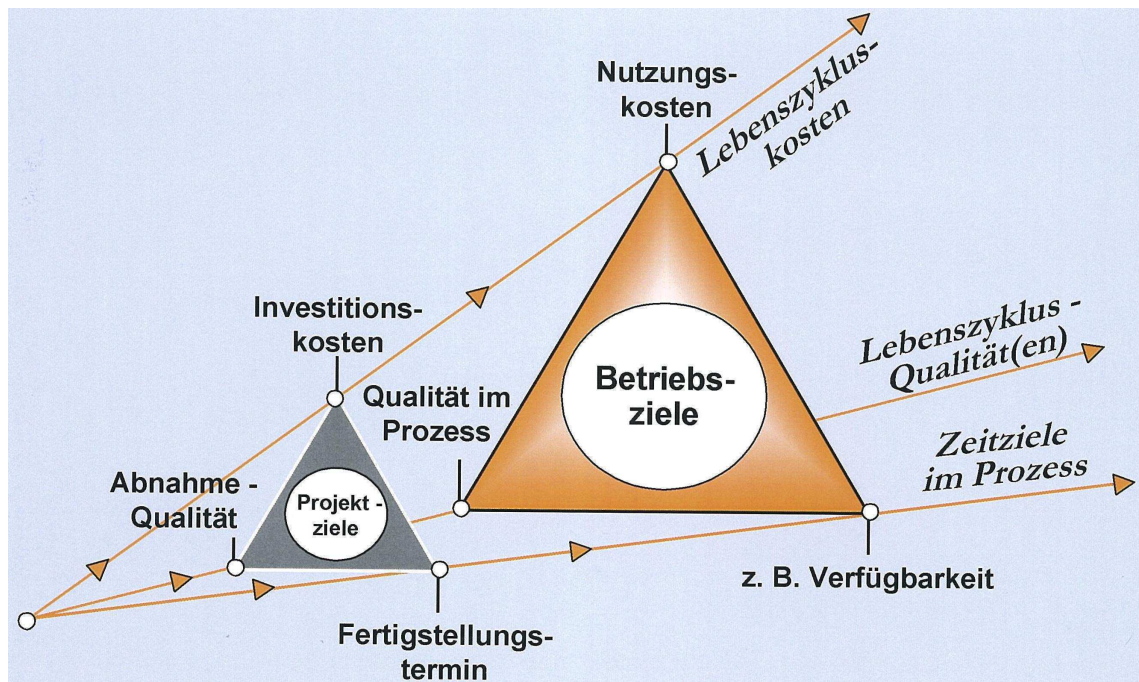 Nutzungs-
kosten
Lebenszyklus-
kosten
Investitions-
kosten
Lebenszyklus -
Qualität(en)
Qualität im
Prozess
Betriebs-
ziele
Zeitziele
im Prozess
Abnahme -
Qualität
Projekt -
ziele
z. B. Verfügbarkeit
Fertigstellungs-
termin